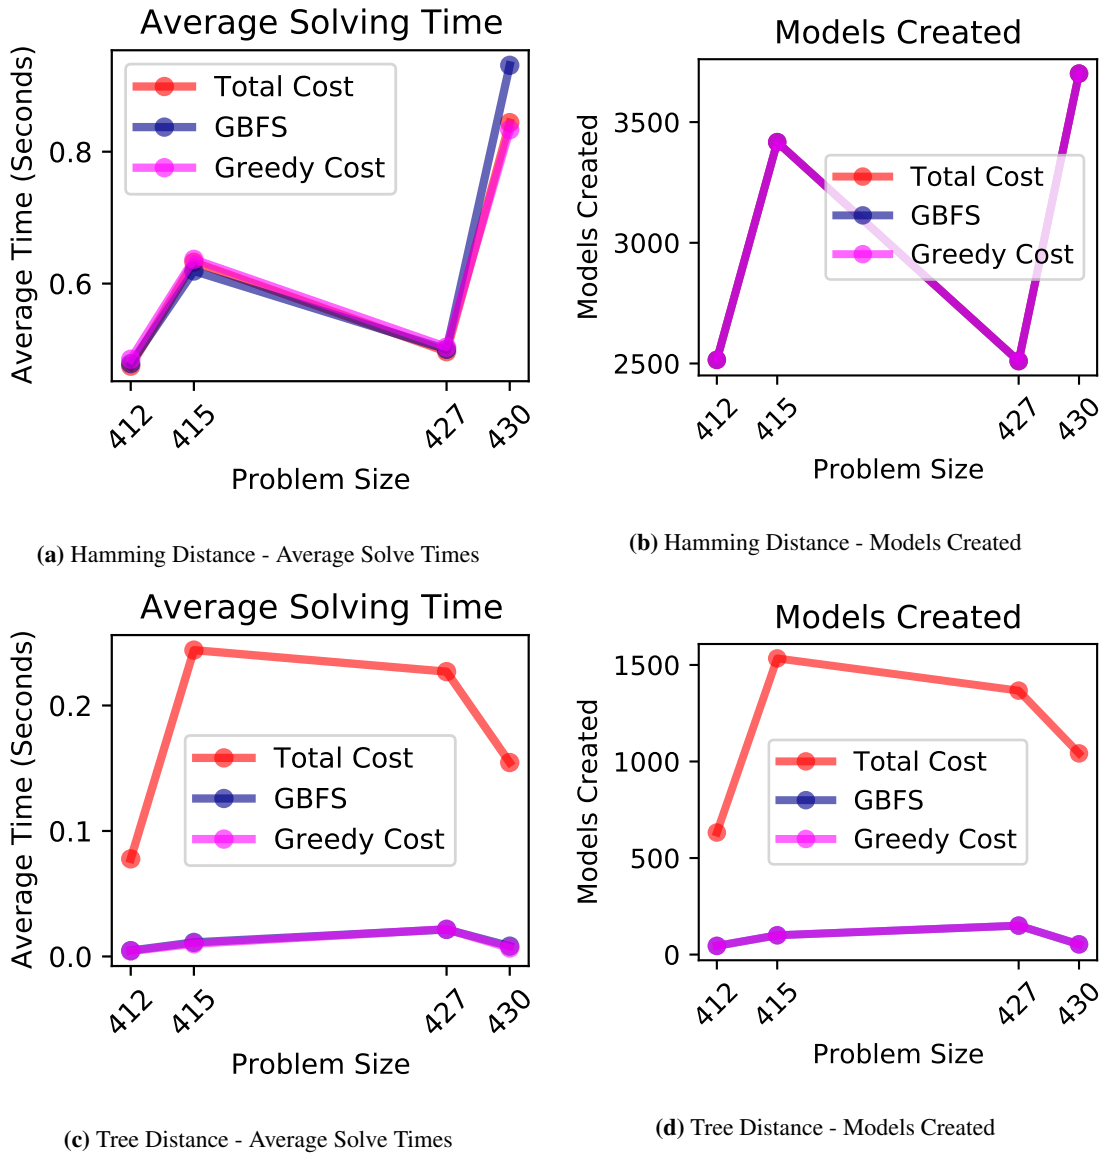 Average Solving Time
Average Time (Seconds)
0.8
0.6
Total Cost
GBFS
Greedy Cost
412
415
427
430
Problem Size
(a) Hamming Distance - Average Solve Times
Models Created
Models Created
3500
3000
2500
Total Cost
GBFS
Greedy Cost
412
415
427
430
Problem Size
(b) Hamming Distance - Models Created
Average Solving Time
Average Time (Seconds)
0.2
0.1
0.0
Total Cost
GBFS
Greedy Cost
412
415
427
430
Problem Size
(c) Tree Distance - Average Solve Times
Models Created
Models Created
1500
1000
500
0
Total Cost
GBFS
Greedy Cost
412
415
427
430
Problem Size
(d) Tree Distance - Models Created